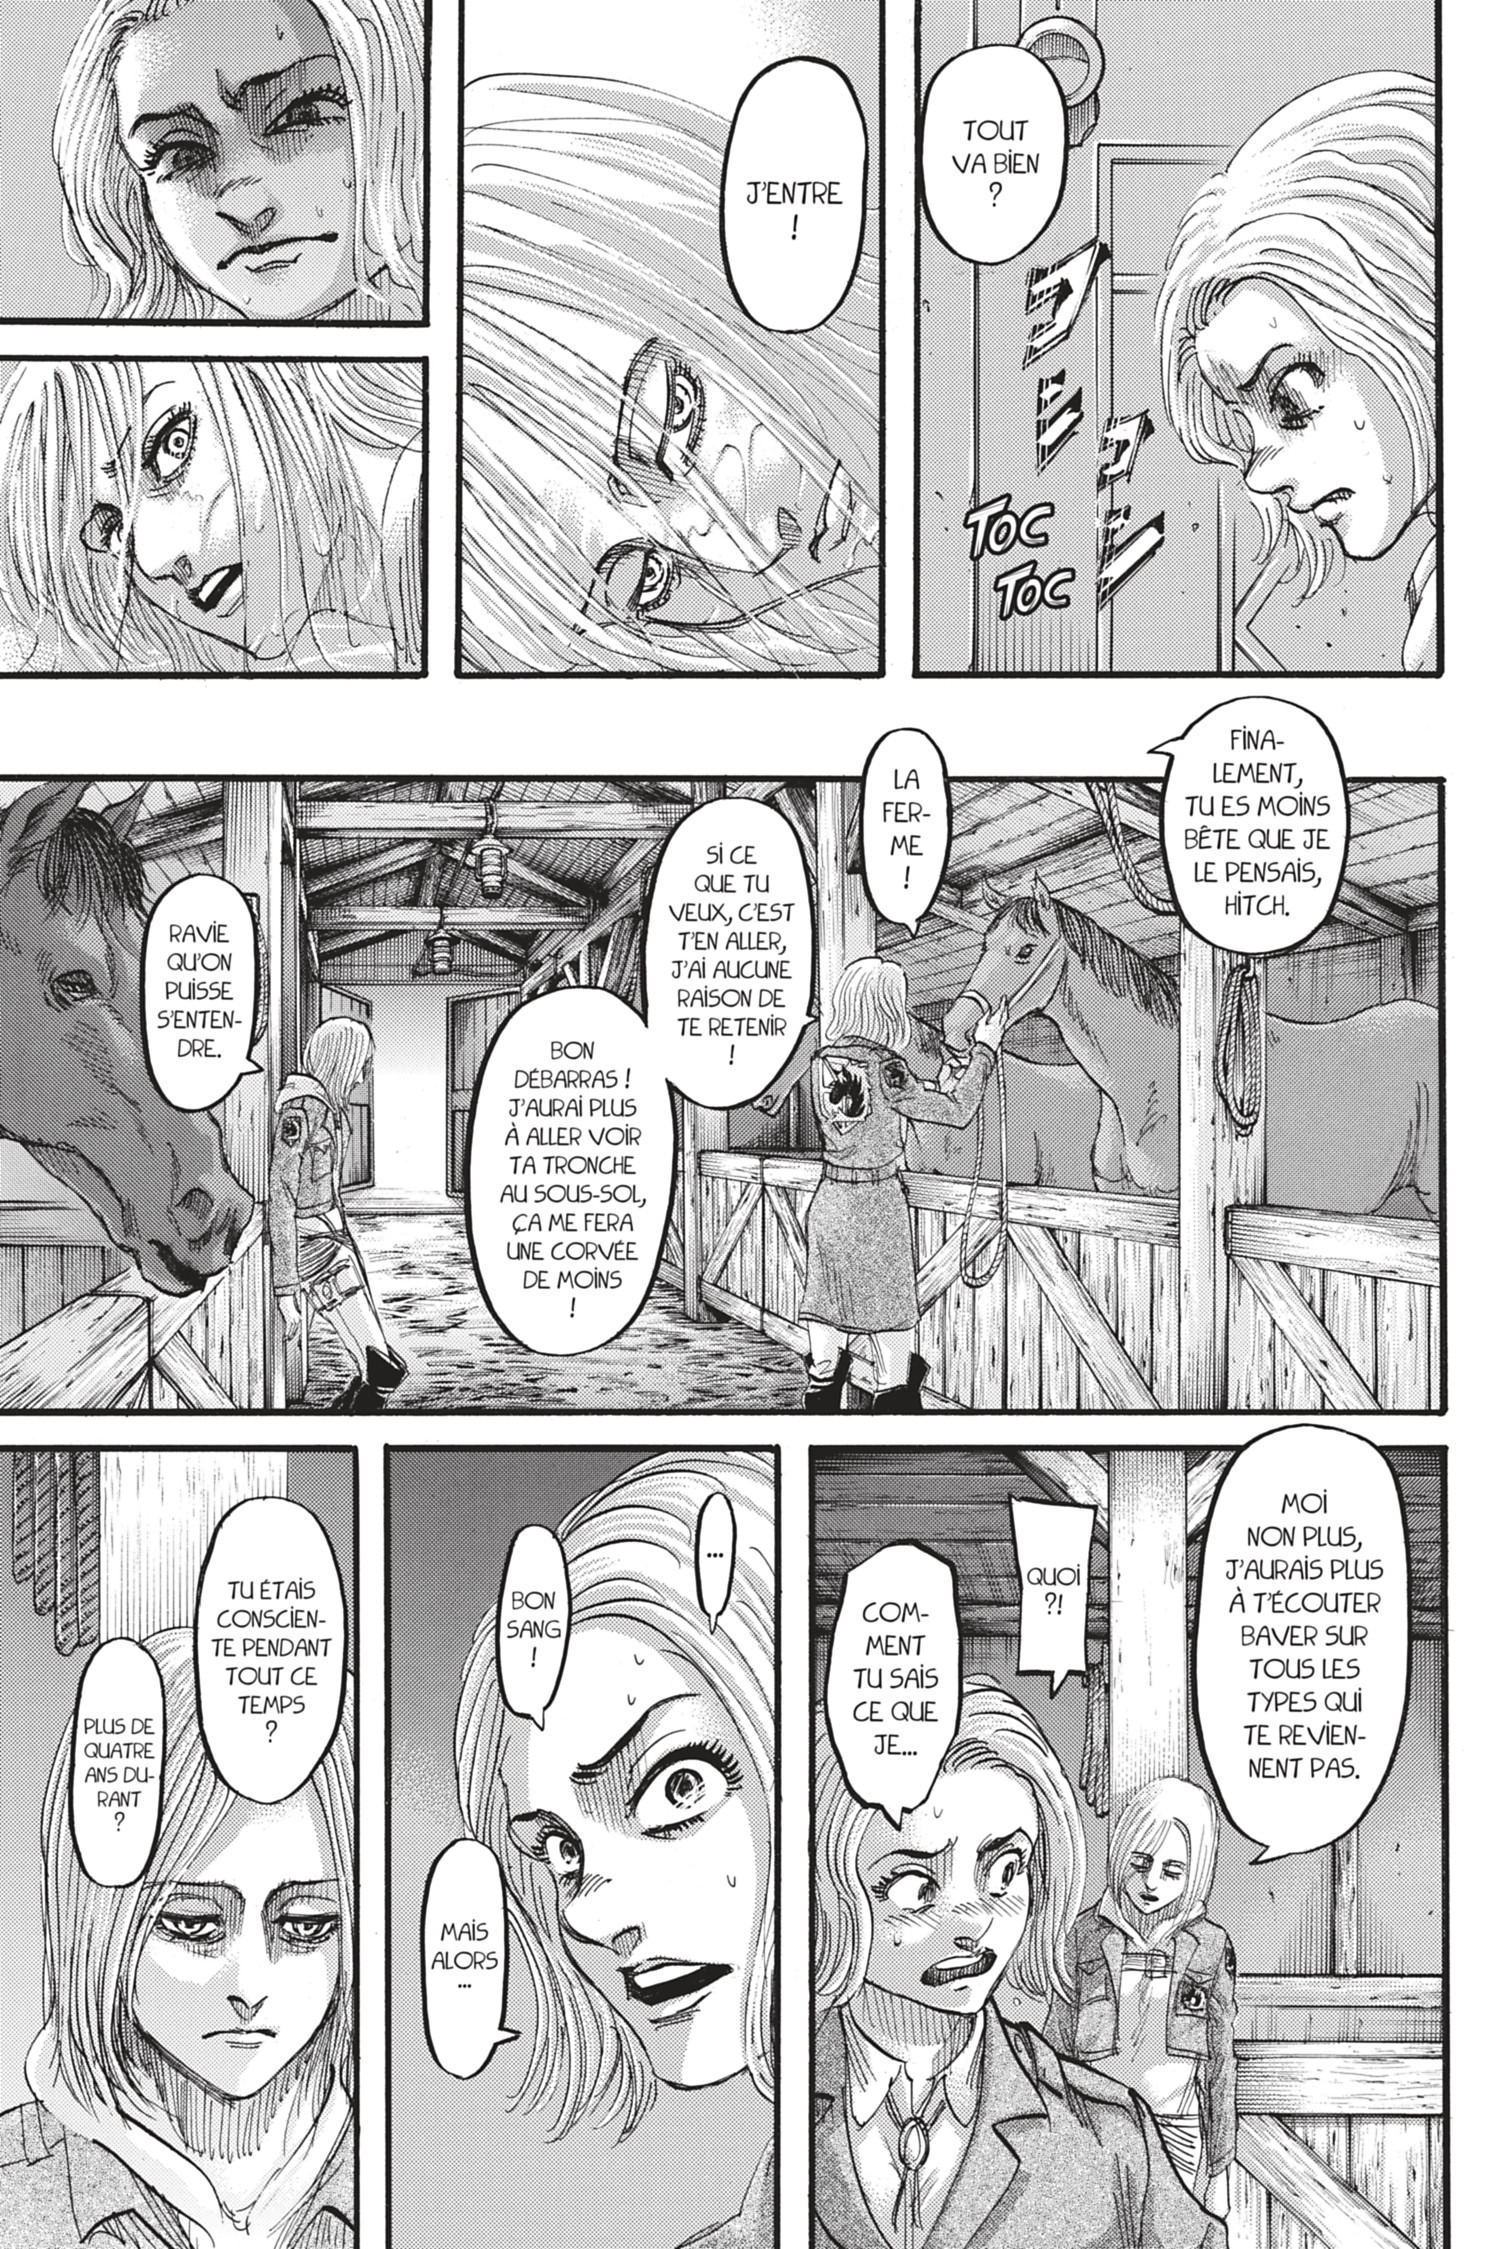 TOUT
VA BIEN
?
ゴ
ン
ゴ
ン
TOC
TOC
J'ENTRE
!
FINA-
LEMENT,
TU ES MOINS
BÊTE QUE JE
LE PENSAIS,
HITCH.
LA
FER-
ME
!
SI CE
QUE TU
VEUX, C'EST
T'EN ALLER,
J'AI AUCUNE
RAISON DE
TE RETENIR
!
BON
DÉBARRAS !
J'AURAI PLUS
À ALLER VOIR
TA TRONCHE
AU SOUS-SOL,
ÇA ME FERA
UNE CORVÉE
DE MOINS
!
RAVIE
QU'ON
PUISSE
S'ENTEN-
DRE.
MOI
NON PLUS,
J'AURAIS PLUS
À T'ÉCOUTER
BAVER SUR
TOUS LES
TYPES QUI
TE REVIEN-
NENT PAS.
QUOI
?!
COM-
MENT
TU SAIS
CE QUE
JE...
...
BON
SANG
!
MAIS
ALORS
...
TU ÉTAIS
CONSCIEN-
TE PENDANT
TOUT CE
TEMPS
?
PLUS DE
QUATRE
ANS DU-
RANT
?